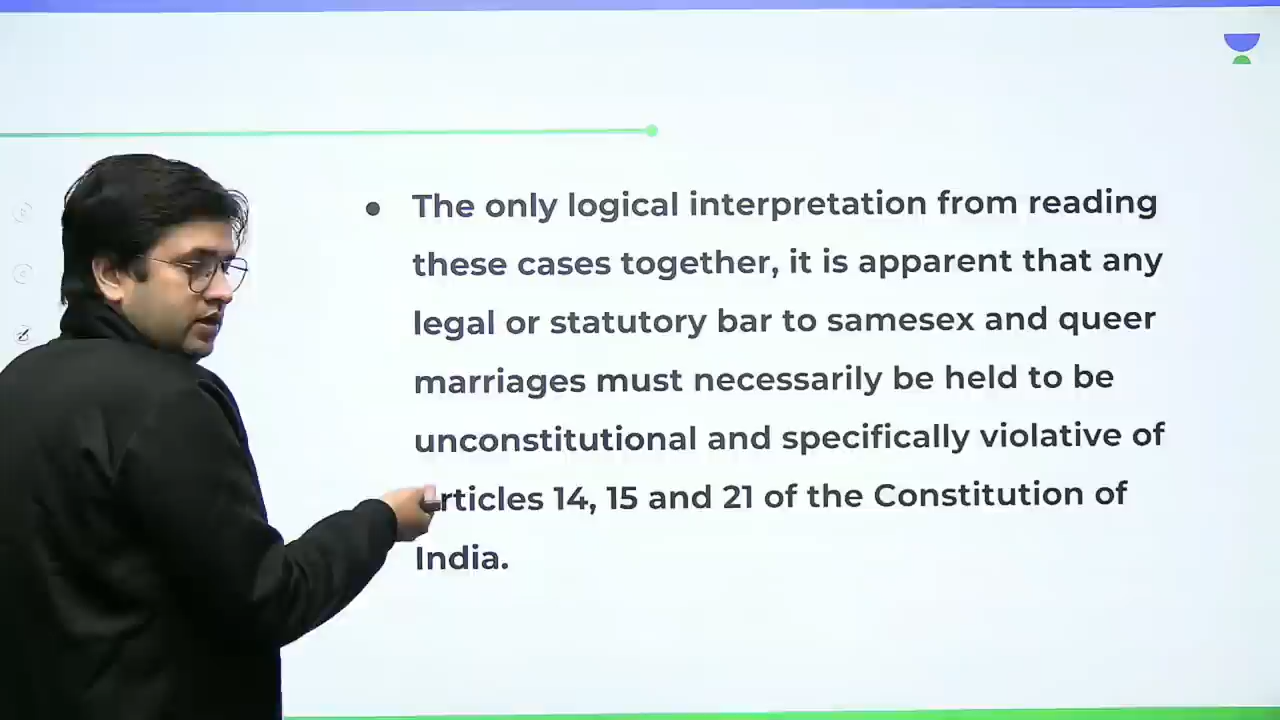 ● The only logical interpretation from reading
these cases together, it is apparent that any
legal or statutory bar to samesex and queer
marriages must necessarily be held to be
unconstitutional and specifically violative of
rticles 14, 15 and 21 of the Constitution of
India.